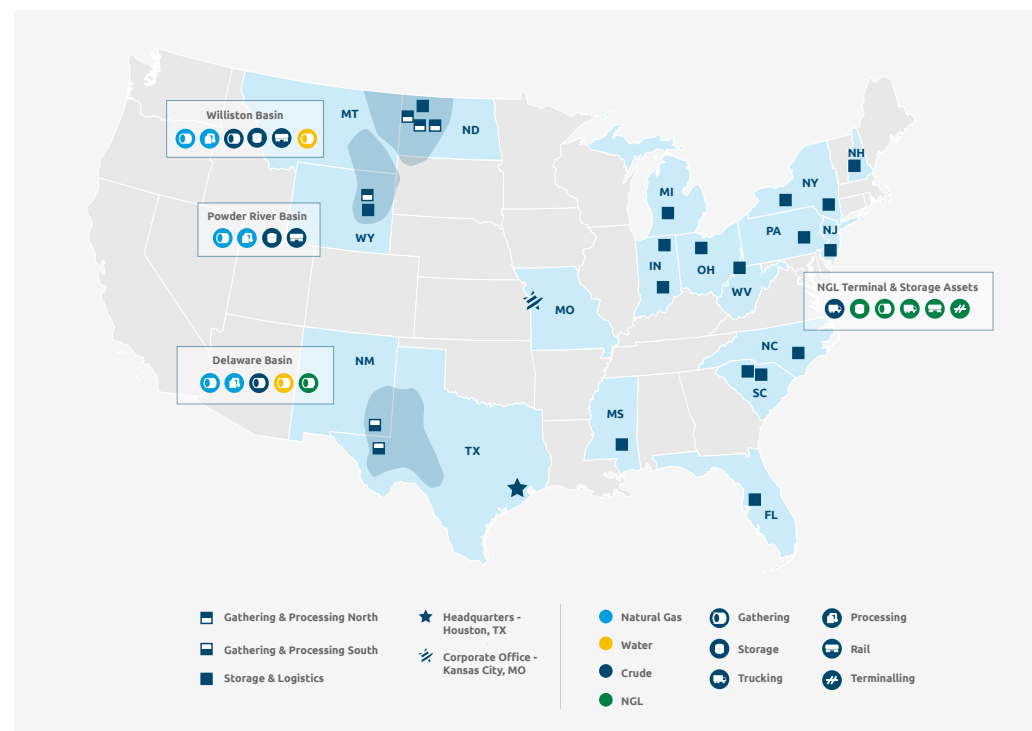 Williston Basin
MT
ND
NH
NY
MI
Powder River Basin
WY
PA
NJ
IN
OH
WV
NGL Terminal & Storage Assets
MO
NC
Delaware Basin
NM
SC
MS
TX
FL
Gathering & Processing North
Gathering & Processing South
Storage & Logistics
Headquarters -
Houston, TX
Corporate Office -
Kansas City, MO
Natural Gas
Water
Crude
NGL
Gathering
Storage
Trucking
Processing
Rail
Terminalling